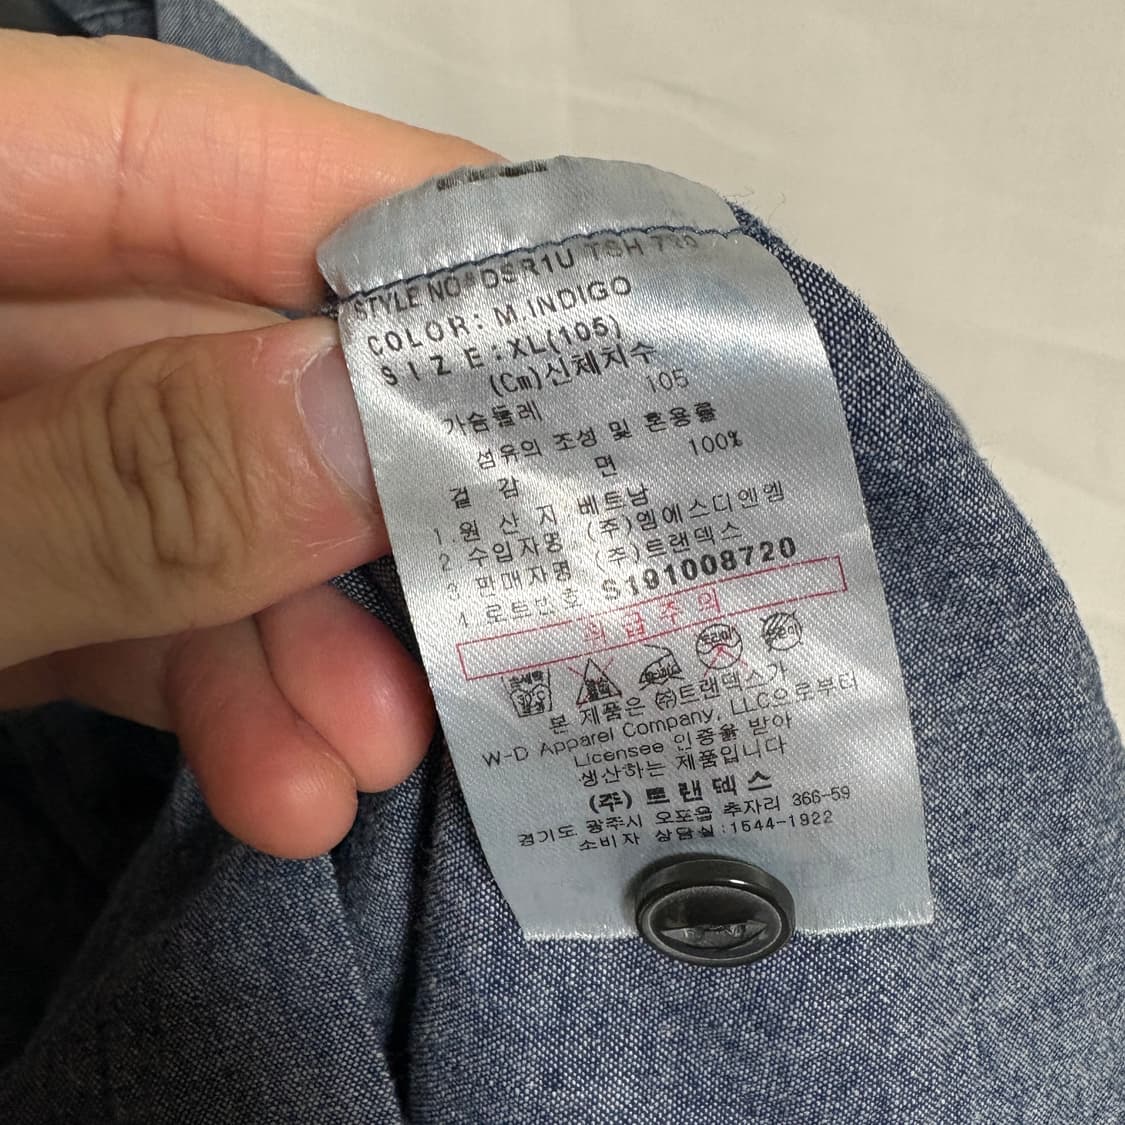 STYLE NO#DSR1U TSH 739
COLOR: M.INDIGO
SIZE:XL(105)
(Cm)신체치수
가슴둘레 105
섬유의 조성 및 혼용률
겉 감 면 100%
1 원 산 지 베트남
2 수입자명 (주)엠에스디엔엠
3 판매자명 (주)트랜덱스
4 로트번호 S191008720
취급주의
본 제품은 ㈜트랜덱스가
W-D Apparel Company, LLC으로부터
Licensee 인증을 받아
생산하는 제품입니다
(주)트랜덱스
경기도 광주시 오포읍 추자리 366-59
소비자 상담실:1544-1922